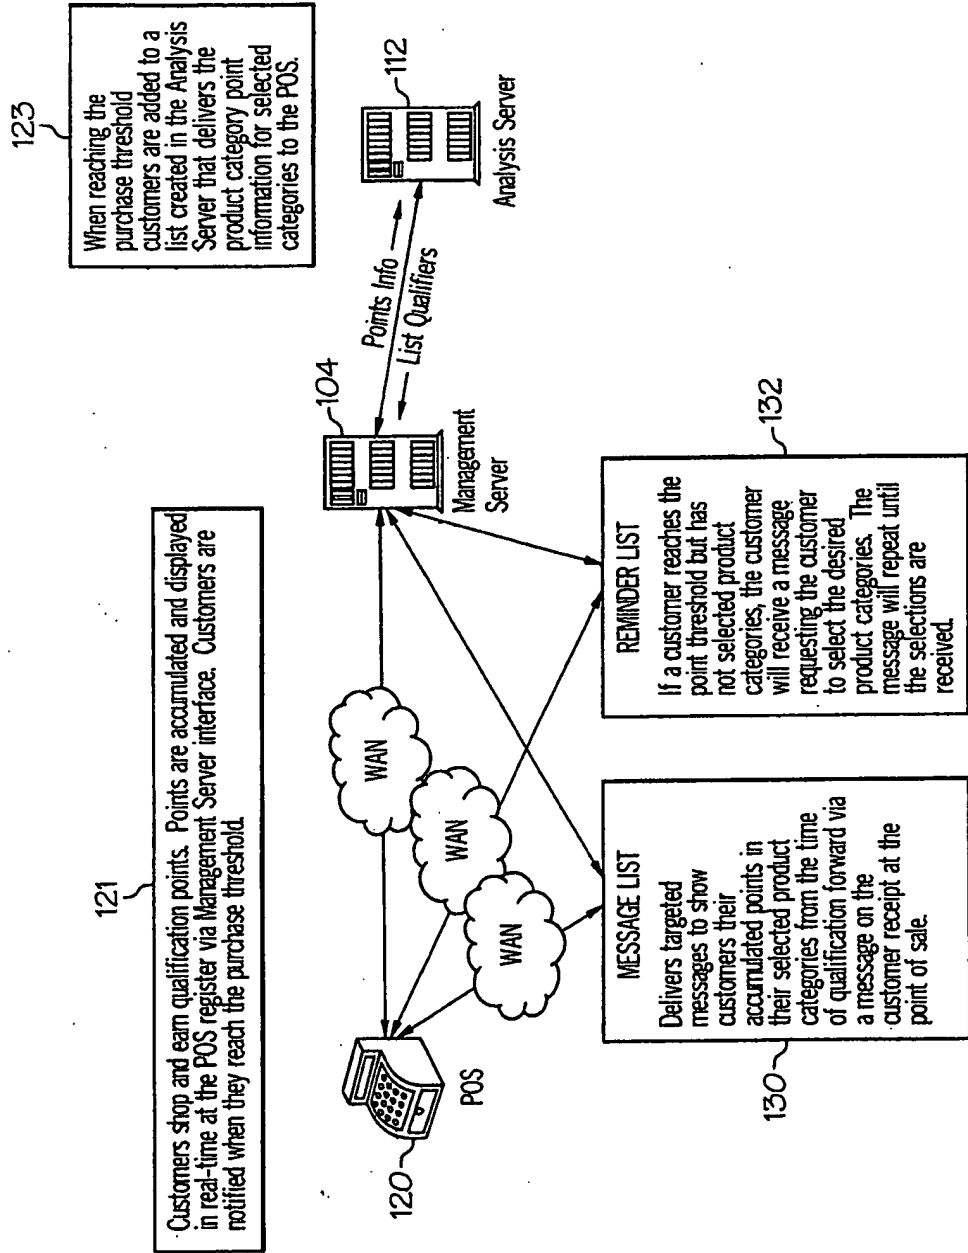 121
Customers shop and earn qualification points. Points are accumulated and displayed
in real-time at the POS register via Management Server interface. Customers are
notified when they reach the purchase threshold.
123
When reaching the
purchase threshold
customers are added to a
list created in the Analysis
Server that delivers the
product category point
information for selected
categories to the POS.
120
POS
WAN
WAN
WAN
104
Management
Server
Points Info
List Qualifiers
112
Analysis Server
130
MESSAGE LIST
Delivers targeted
messages to show
customers their
accumulated points in
their selected product
categories from the time
of qualification forward via
a message on the
customer receipt at the
point of sale.
132
REMINDER LIST
If a customer reaches the
point threshold but has
not selected product
categories, the customer
will receive a message
requesting the customer
to select the desired
product categories. The
message will repeat until
the selections are
received.